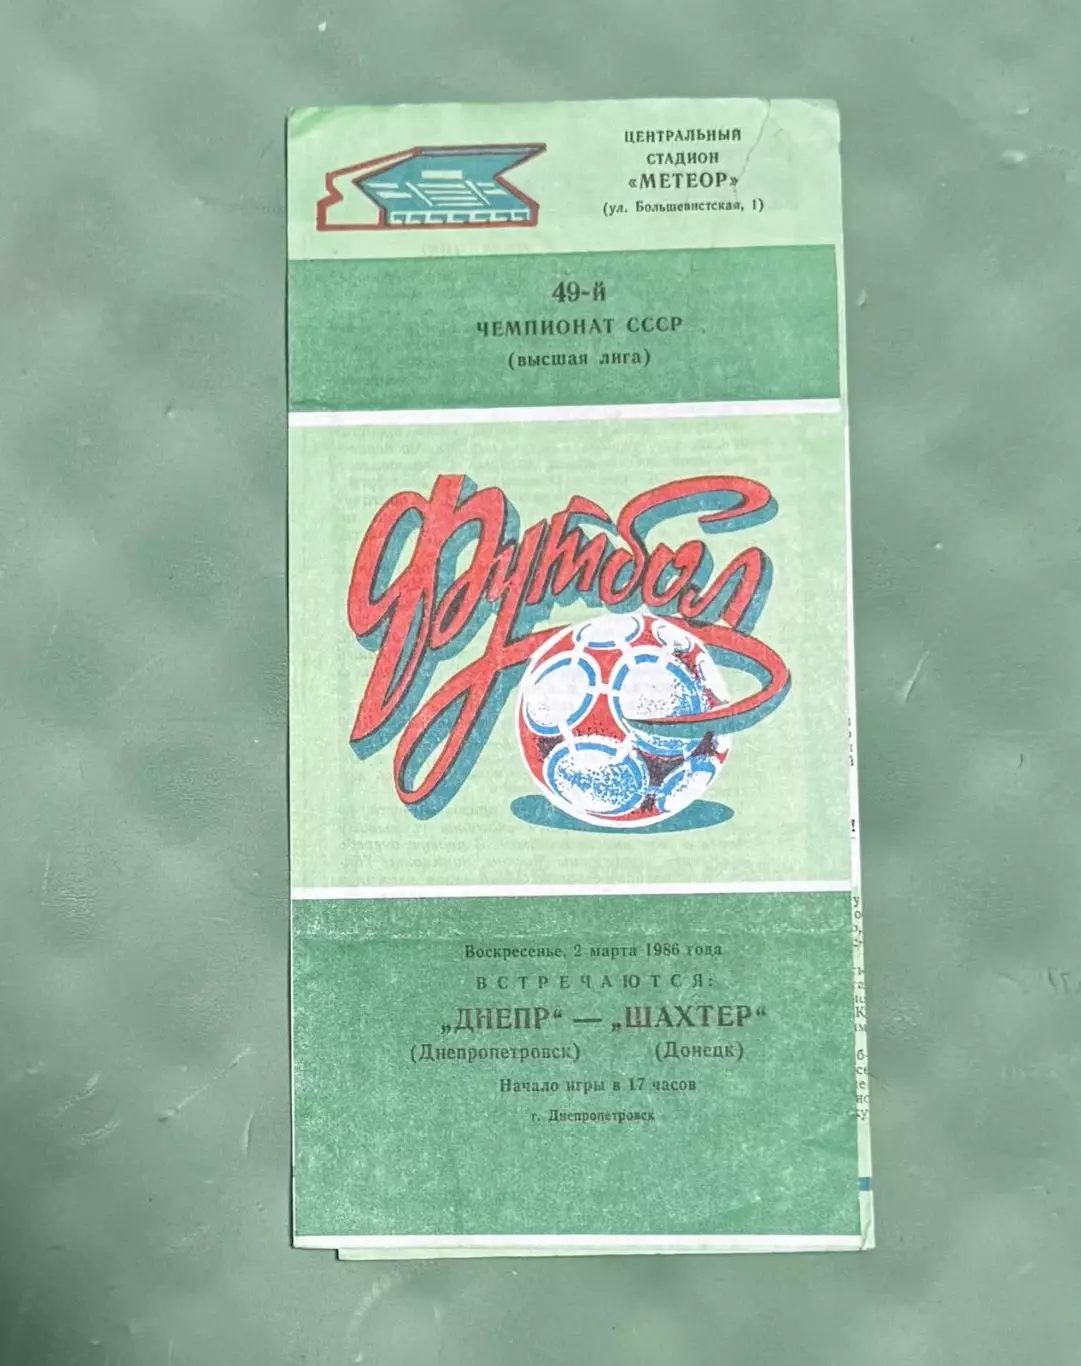 ЦЕНТРАЛЬНЫЙ
СТАДИОН
«МЕТЕОР»
(ул. Большевистская, 1)
49-й
ЧЕМПИОНАТ СССР
(высшая лига)
Футбол
Воскресенье, 2 марта 1986 года
ВСТРЕЧАЮТСЯ:
„ДНЕПР“ — „ШАХТЕР“
(Днепропетровск) (Донецк)
Начало игры в 17 часов
г. Днепропетровск